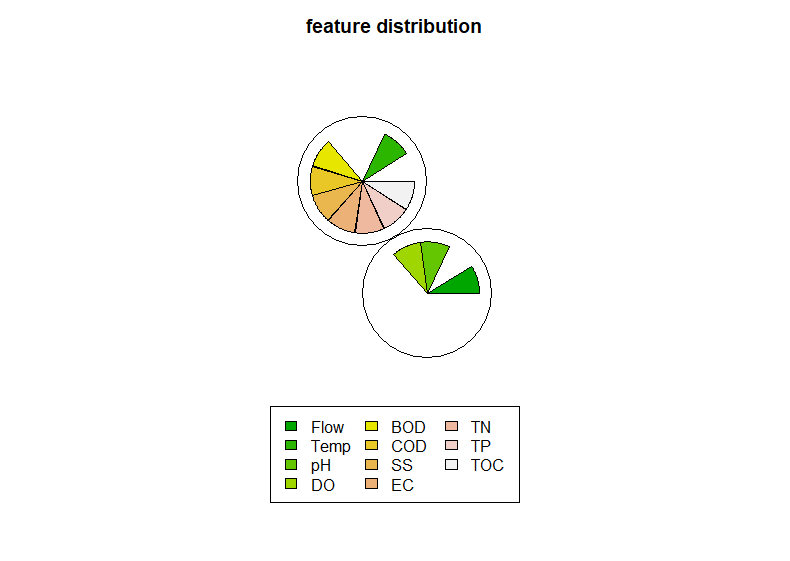 feature distribution
Flow BOD TN
Temp COD TP
pH SS TOC
DO EC